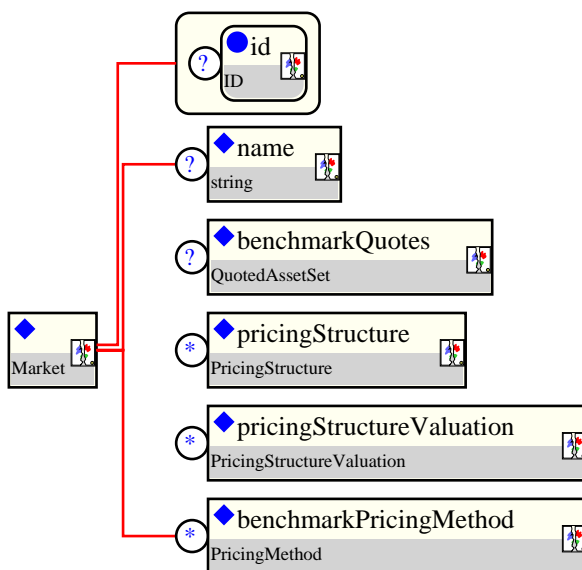 ? id
ID
? name
string
? benchmarkQuotes
QuotedAssetSet
Market
* pricingStructure
PricingStructure
* pricingStructureValuation
PricingStructureValuation
* benchmarkPricingMethod
PricingMethod